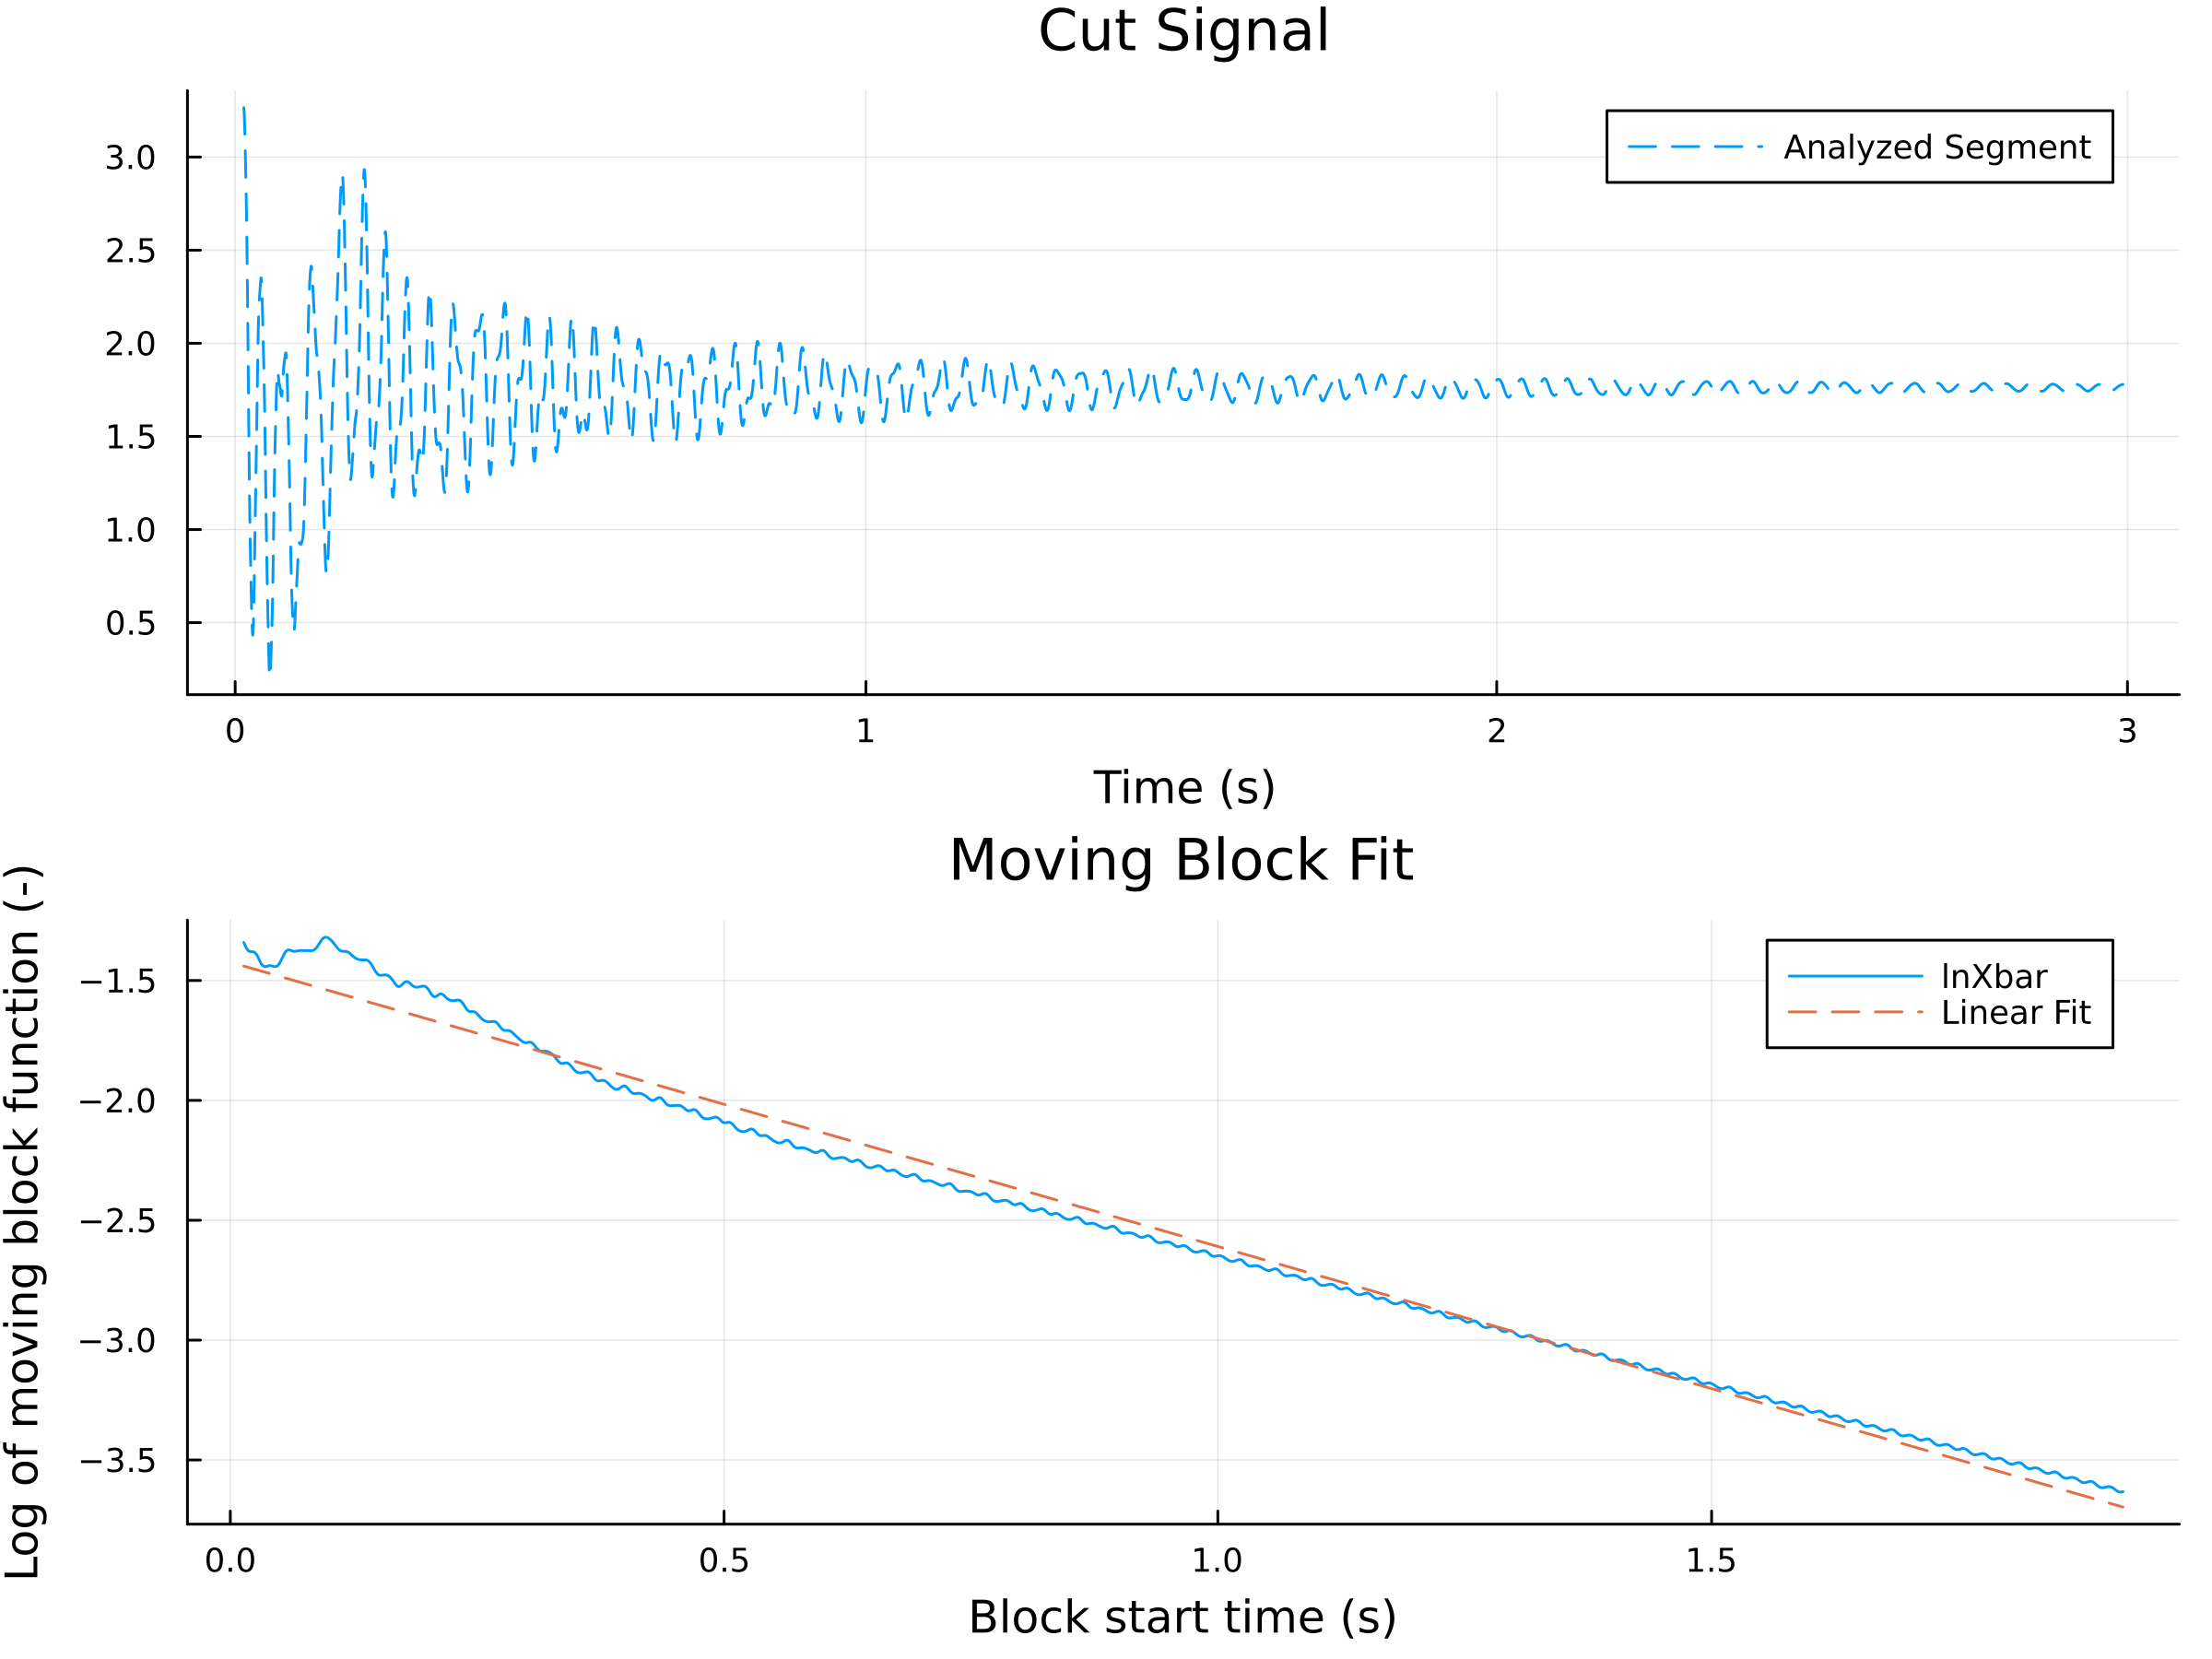 Cut Signal
Analyzed Segment
3.0
2.5
2.0
1.5
1.0
0.5
0 1 2 3
Time (s)
Moving Block Fit
Log of moving block function (-)
lnXbar
Linear Fit
−1.5
−2.0
−2.5
−3.0
−3.5
0.0 0.5 1.0 1.5
Block start time (s)